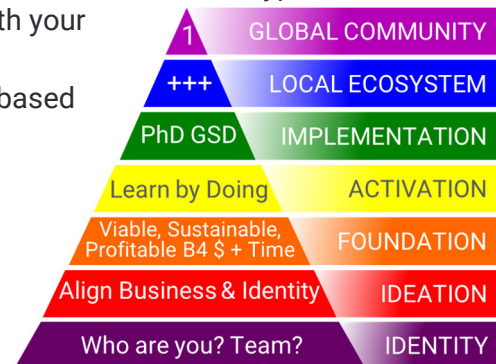 th your
based
1 GLOBAL COMMUNITY
+++ LOCAL ECOSYSTEM
PhD GSD IMPLEMENTATION
Learn by Doing ACTIVATION
Viable, Sustainable,
Profitable B4 $ + Time FOUNDATION
Align Business & Identity IDEATION
Who are you? Team? IDENTITY